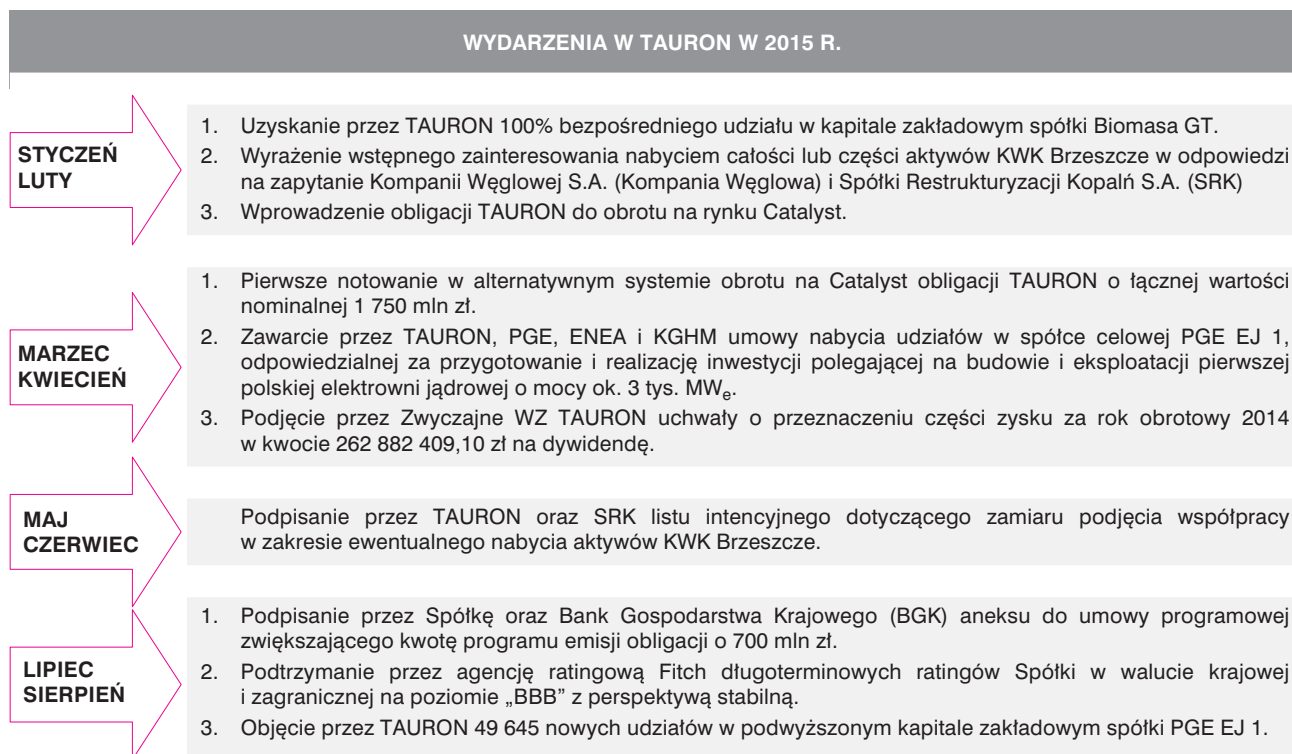 WYDARZENIA W TAURON W 2015 R.
STYCZEŃ
LUTY
1. Uzyskanie przez TAURON 100% bezpośredniego udziału w kapitale zakładowym spółki Biomasa GT.
2. Wyrażenie wstępnego zainteresowania nabyciem całości lub części aktywów KWK Brzeszcze w odpowiedzi
na zapytanie Kompanii Węglowej S.A. (Kompania Węglowa) i Spółki Restrukturyzacji Kopalń S.A. (SRK)
3. Wprowadzenie obligacji TAURON do obrotu na rynku Catalyst.
MARZEC
KWIECIEŃ
1. Pierwsze notowanie w alternatywnym systemie obrotu na Catalyst obligacji TAURON o łącznej wartości
nominalnej 1 750 mln zł.
2. Zawarcie przez TAURON, PGE, ENEA i KGHM umowy nabycia udziałów w spółce celowej PGE EJ 1,
odpowiedzialnej za przygotowanie i realizację inwestycji polegającej na budowie i eksploatacji pierwszej
polskiej elektrowni jądrowej o mocy ok. 3 tys. MWe.
3. Podjęcie przez Zwyczajne WZ TAURON uchwały o przeznaczeniu części zysku za rok obrotowy 2014
w kwocie 262 882 409,10 zł na dywidendę.
MAJ
CZERWIEC
Podpisanie przez TAURON oraz SRK listu intencyjnego dotyczącego zamiaru podjęcia współpracy
w zakresie ewentualnego nabycia aktywów KWK Brzeszcze.
LIPIEC
SIERPIEŃ
1. Podpisanie przez Spółkę oraz Bank Gospodarstwa Krajowego (BGK) aneksu do umowy programowej
zwiększającego kwotę programu emisji obligacji o 700 mln zł.
2. Podtrzymanie przez agencję ratingową Fitch długoterminowych ratingów Spółki w walucie krajowej
i zagranicznej na poziomie „BBB” z perspektywą stabilną.
3. Objęcie przez TAURON 49 645 nowych udziałów w podwyższonym kapitale zakładowym spółki PGE EJ 1.